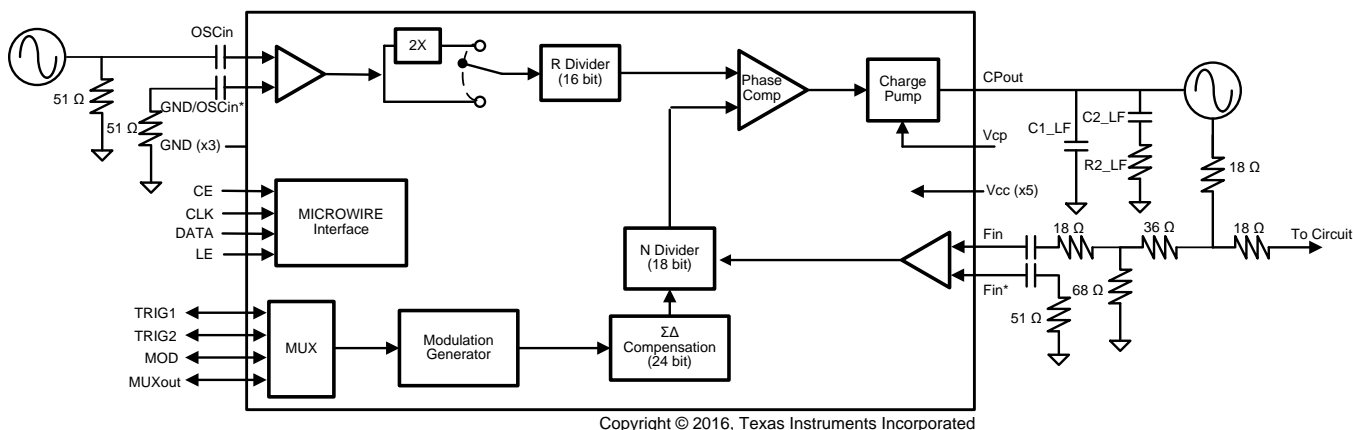 OSCin
51 Ω
GND/OSCin*
51 Ω
GND (x3)
2X
R Divider
(16 bit)
Phase
Comp
Charge
Pump
CPout
Vcp
C1_LF
C2_LF
R2_LF
18 Ω
Vcc (x5)
CE
CLK
DATA
LE
MICROWIRE
Interface
N Divider
(18 bit)
Fin
18 Ω
36 Ω
18 Ω
To Circuit
Fin*
68 Ω
51 Ω
TRIG1
TRIG2
MOD
MUXout
MUX
Modulation
Generator
ΣΔ
Compensation
(24 bit)
Copyright © 2016, Texas Instruments Incorporated